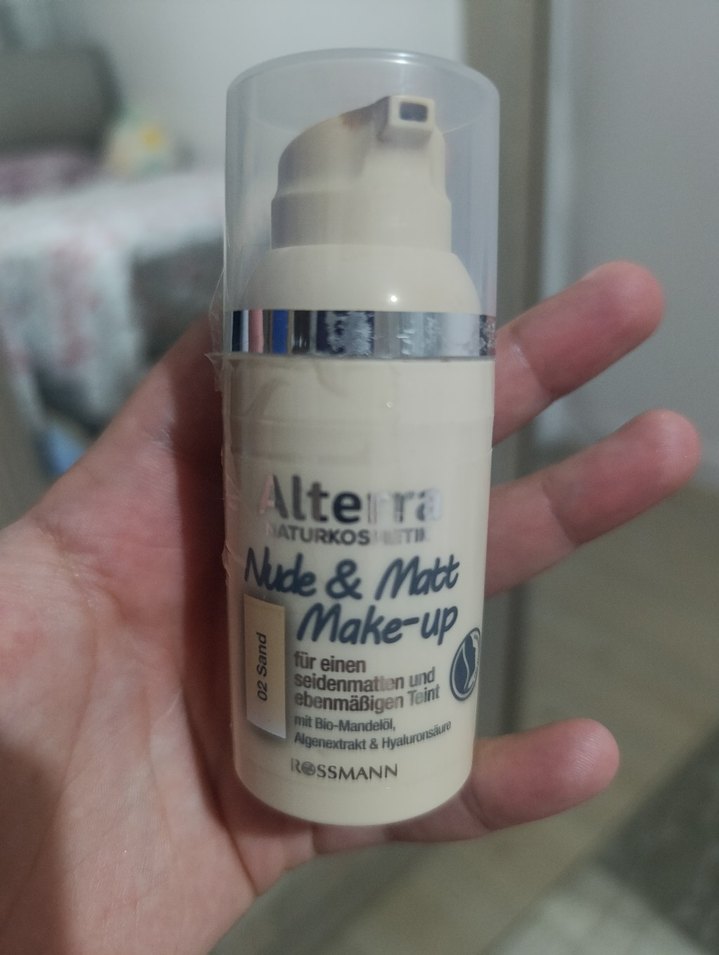 Alterra
NATURKOSMETIK
Nude & Matt
Make-up
02 Sand
für einen
seidenmatten und
ebenmäßigen Teint
mit Bio-Mandelöl,
Algenextrakt & Hyaluronsäure
ROSSMANN